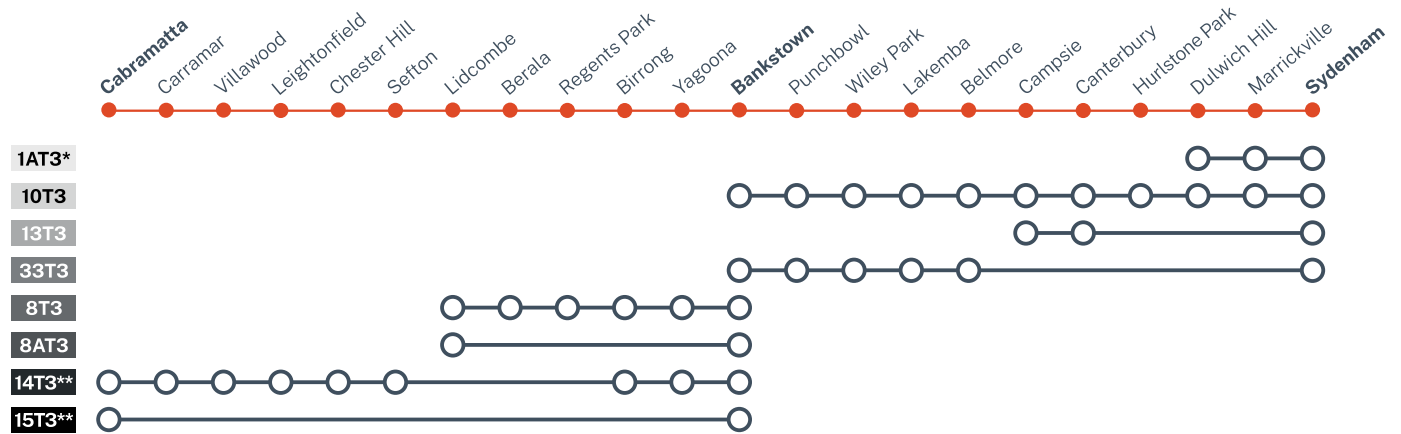 Cabramatta
Carramar
Villawood
Leightonfield
Chester Hill
Sefton
Lidcombe
Berala
Regents Park
Birrong
Yagoona
Bankstown
Punchbowl
Wiley Park
Lakemba
Belmore
Campsie
Canterbury
Hurlstone Park
Dulwich Hill
Marrickville
Sydenham
1AT3*
10T3
13T3
33T3
8T3
8AT3
14T3**
15T3**